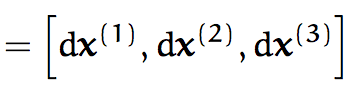 = [dx⁽¹⁾, dx⁽²⁾, dx⁽³⁾]